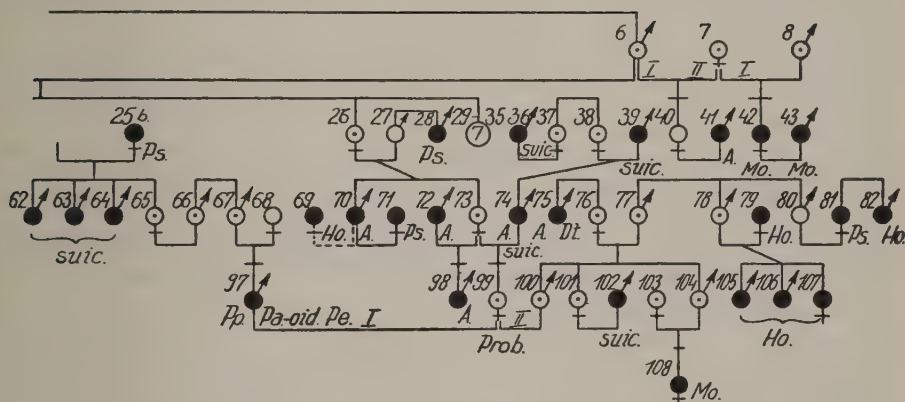 6 7 8
I II I
25b. 26 27 28 29-35 36 37 38 39 40 41 42 43
7
Ps. Ps. suic. suic. A. Mo. Mo.
62 63 64 65 66 67 68 69 70 71 72 73 74 75 76 77 78 79 80 81 82
suic. Ho. A. Ps. A. A. suic. A. Dt. Ho. Ps. Ho.
97 98 99 100 101 102 103 104 105 106 107
Pp. Pa-oid. Pe. I A. II Prob. suic. Ho.
108
Mo.